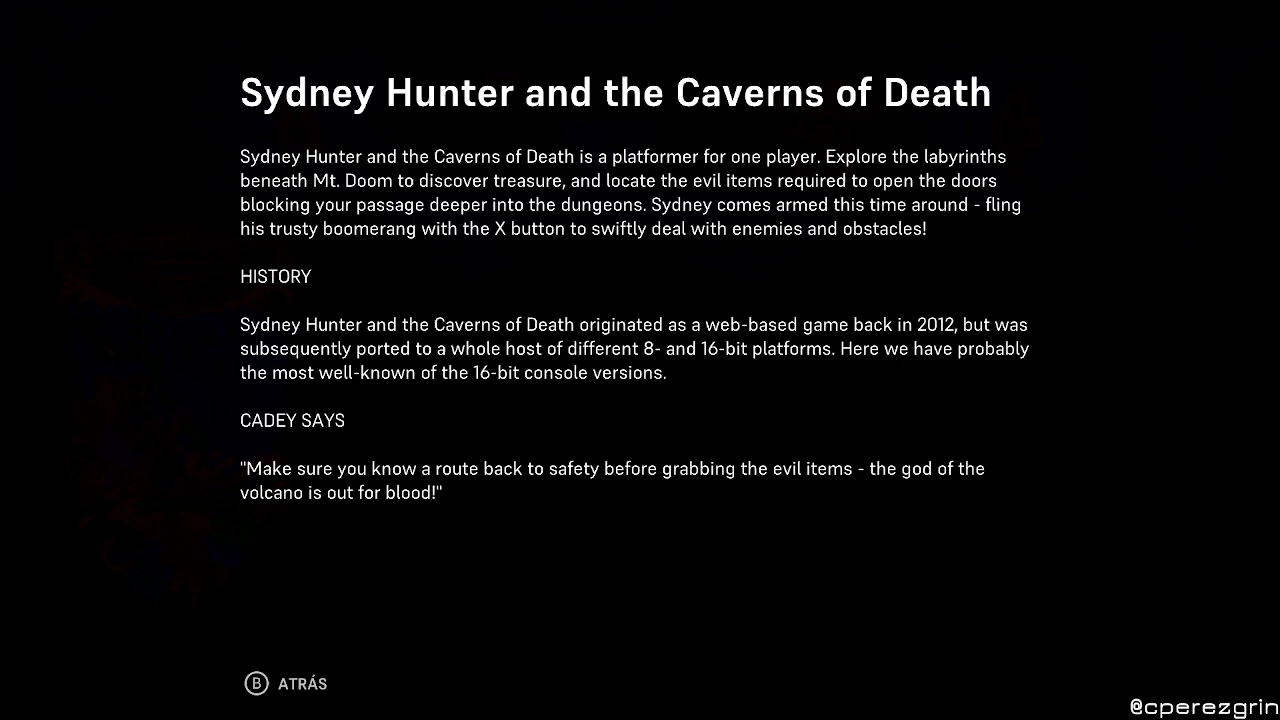 Sydney Hunter and the Caverns of Death
Sydney Hunter and the Caverns of Death is a platformer for one player. Explore the labyrinths
beneath Mt. Doom to discover treasure, and locate the evil items required to open the doors
blocking your passage deeper into the dungeons. Sydney comes armed this time around - fling
his trusty boomerang with the X button to swiftly deal with enemies and obstacles!
HISTORY
Sydney Hunter and the Caverns of Death originated as a web-based game back in 2012, but was
subsequently ported to a whole host of different 8- and 16-bit platforms. Here we have probably
the most well-known of the 16-bit console versions.
CADEY SAYS
"Make sure you know a route back to safety before grabbing the evil items - the god of the
volcano is out for blood!"
B ATRÁS
@cperezgrin